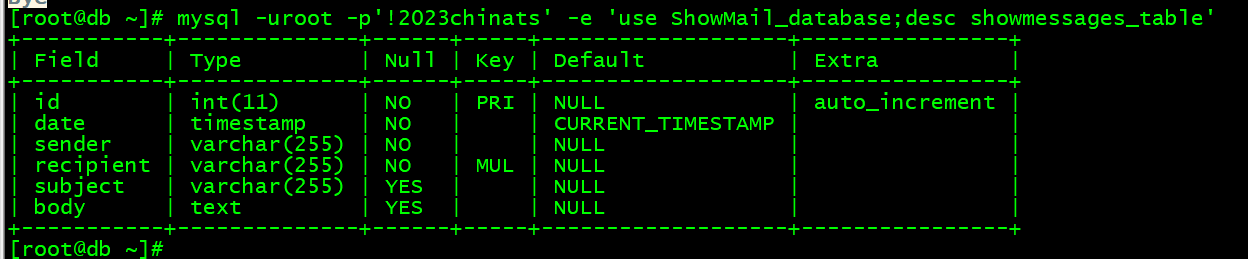 Bye
[root@db ~]# mysql -uroot -p'!2023chinats' -e 'use ShowMail_database;desc showmessages_table'
+-----------+--------------+------+-----+-------------------+----------------+
| Field     | Type         | Null | Key | Default           | Extra          |
+-----------+--------------+------+-----+-------------------+----------------+
| id        | int(11)      | NO   | PRI | NULL              | auto_increment |
| date      | timestamp    | NO   |     | CURRENT_TIMESTAMP |                |
| sender    | varchar(255) | NO   |     | NULL              |                |
| recipient | varchar(255) | NO   | MUL | NULL              |                |
| subject   | varchar(255) | YES  |     | NULL              |                |
| body      | text         | YES  |     | NULL              |                |
+-----------+--------------+------+-----+-------------------+----------------+
[root@db ~]#